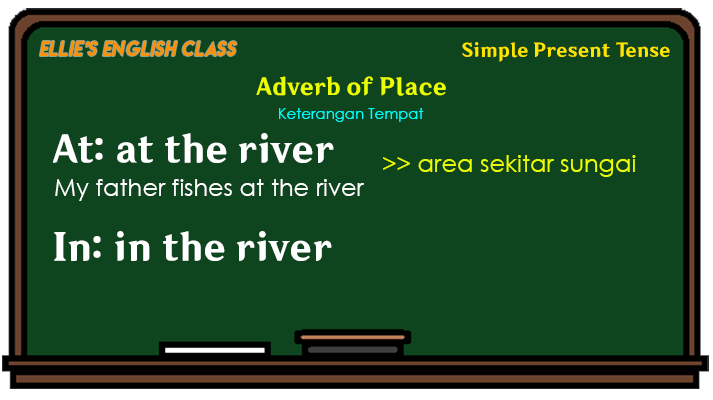 ELLIE'S ENGLISH CLASS
Simple Present Tense
Adverb of Place
Keterangan Tempat
At: at the river
>> area sekitar sungai
My father fishes at the river
In: in the river